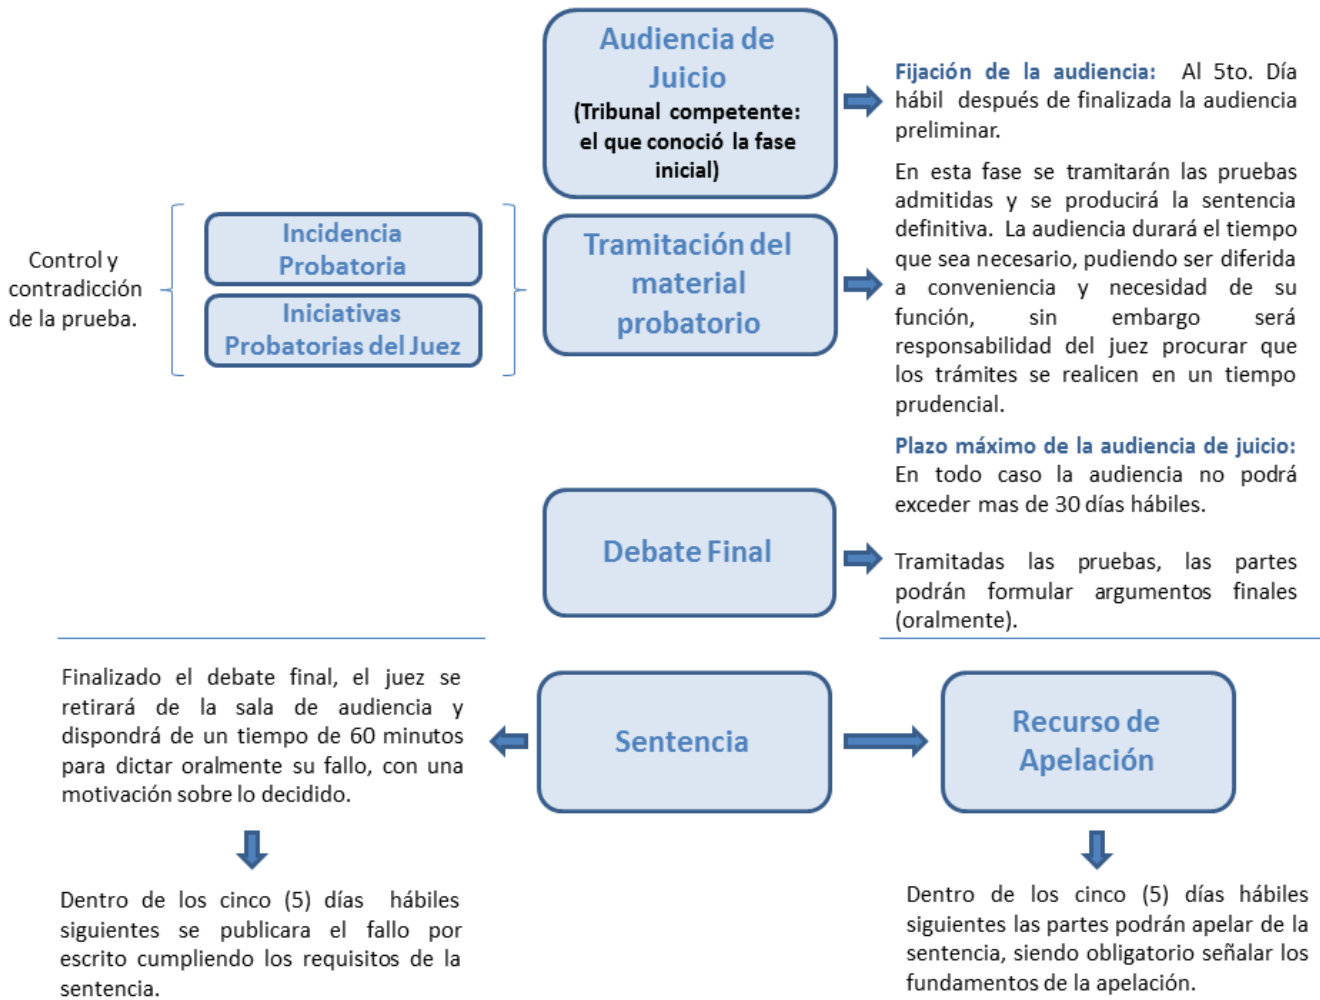 Audiencia de
Juicio
(Tribunal competente:
el que conoció la fase
inicial)
Fijación de la audiencia: Al 5to. Día
hábil después de finalizada la audiencia
preliminar.
En esta fase se tramitarán las pruebas
admitidas y se producirá la sentencia
definitiva. La audiencia durará el tiempo
que sea necesario, pudiendo ser diferida
a conveniencia y necesidad de su
función, sin embargo será
responsabilidad del juez procurar que
los trámites se realicen en un tiempo
prudencial.
Control y
contradicción
de la prueba.
Incidencia
Probatoria
Iniciativas
Probatorias del Juez
Tramitación del
material
probatorio
Plazo máximo de la audiencia de juicio:
En todo caso la audiencia no podrá
exceder mas de 30 días hábiles.
Debate Final
Tramitadas las pruebas, las partes
podrán formular argumentos finales
(oralmente).
Finalizado el debate final, el juez se
retirará de la sala de audiencia y
dispondrá de un tiempo de 60 minutos
para dictar oralmente su fallo, con una
motivación sobre lo decidido.
Sentencia
Recurso de
Apelación
Dentro de los cinco (5) días hábiles
siguientes se publicara el fallo por
escrito cumpliendo los requisitos de la
sentencia.
Dentro de los cinco (5) días hábiles
siguientes las partes podrán apelar de la
sentencia, siendo obligatorio señalar los
fundamentos de la apelación.